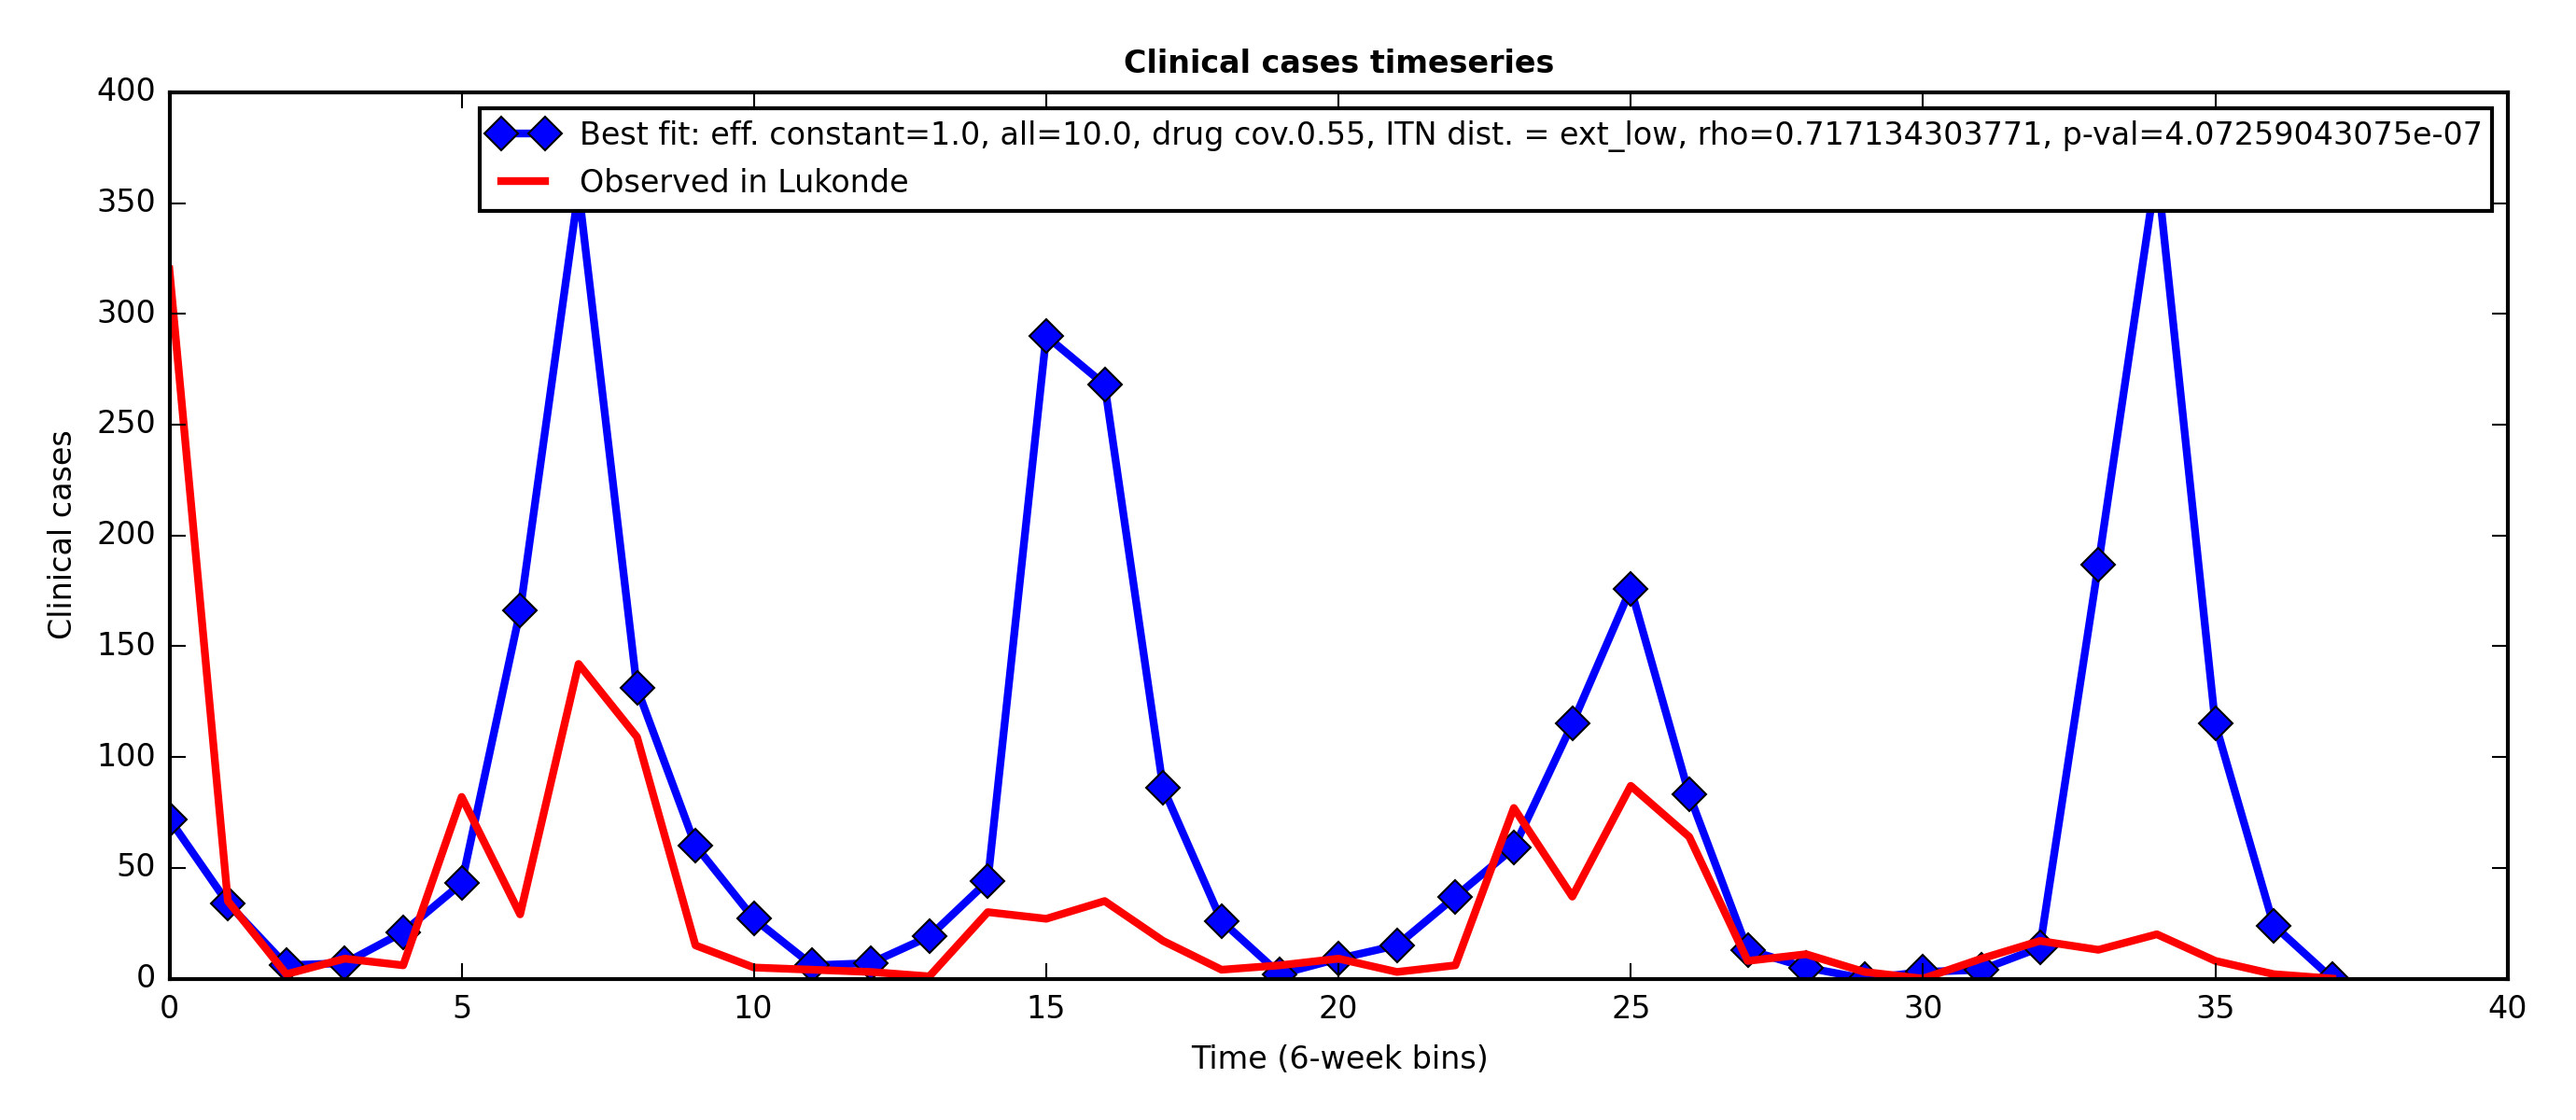 Clinical cases timeseries
400
350
300
250
200
150
100
50
0
Clinical cases
Best fit: eff. constant=1.0, all=10.0, drug cov.0.55, ITN dist. = ext_low, rho=0.717134303771, p-val=4.07259043075e-07
Observed in Lukonde
0 5 10 15 20 25 30 35 40
Time (6-week bins)